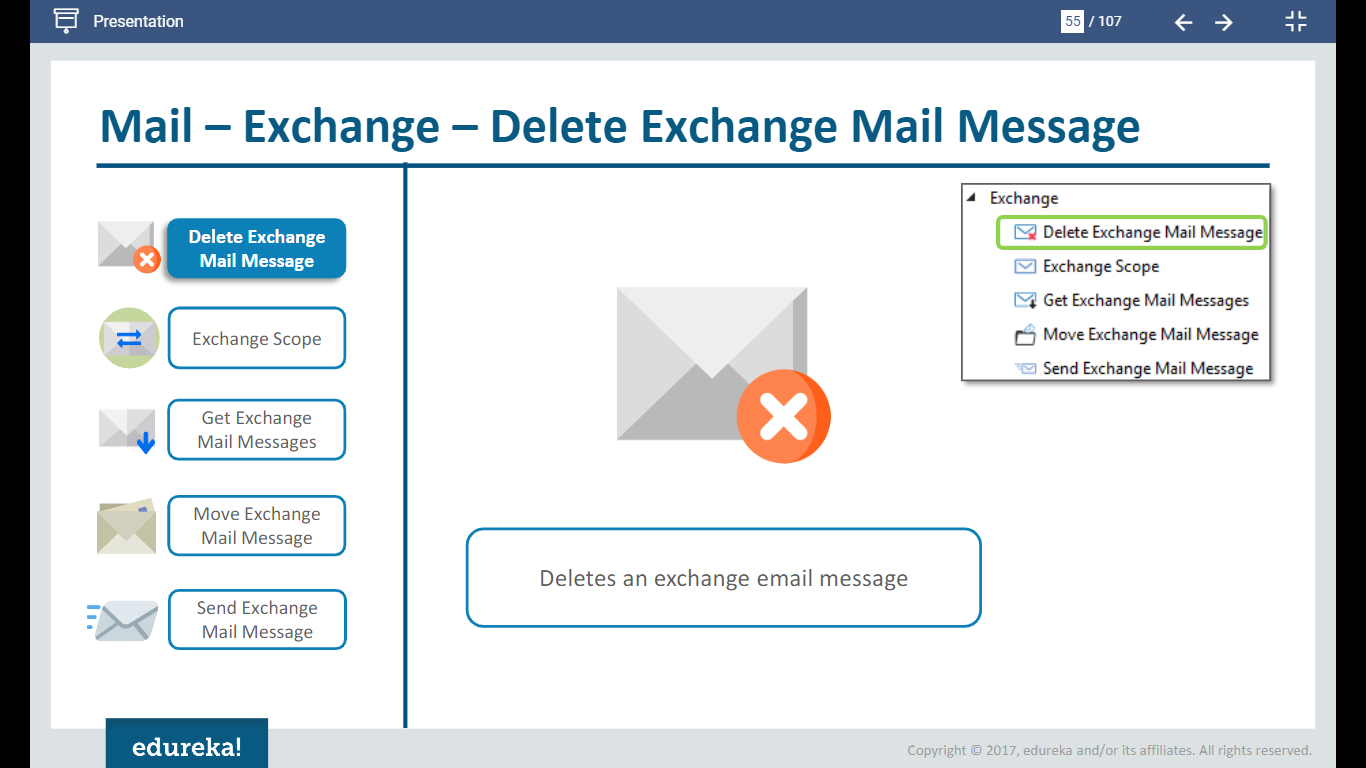 Presentation
55 / 107
Mail – Exchange – Delete Exchange Mail Message
Delete Exchange
Mail Message
Exchange Scope
Get Exchange
Mail Messages
Move Exchange
Mail Message
Send Exchange
Mail Message
Exchange
Delete Exchange Mail Message
Exchange Scope
Get Exchange Mail Messages
Move Exchange Mail Message
Send Exchange Mail Message
Deletes an exchange email message
edureka!
Copyright © 2017, edureka and/or its affiliates. All rights reserved.